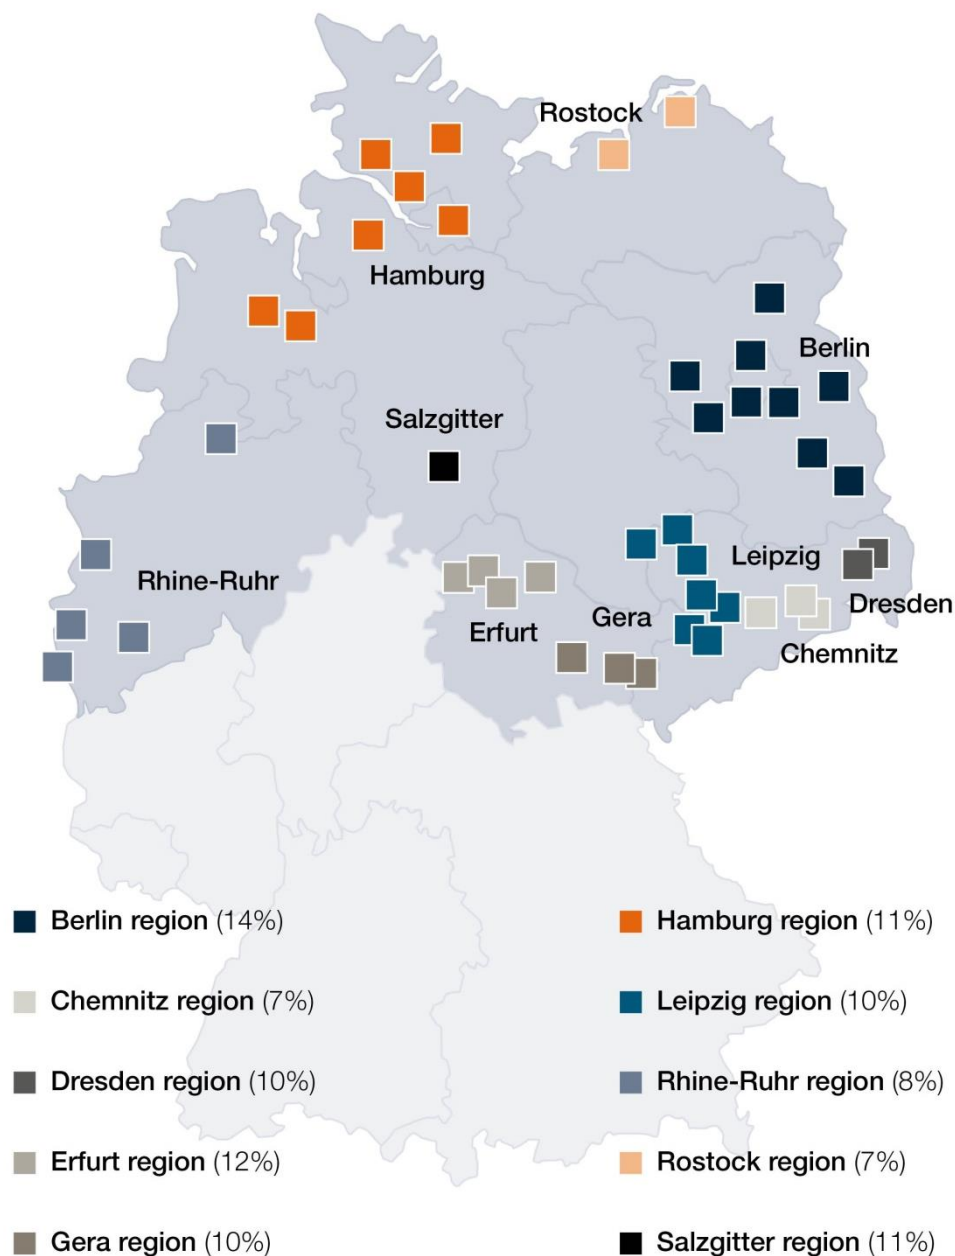 Rostock
Hamburg
Berlin
Salzgitter
Rhine-Ruhr
Leipzig
Dresden
Gera
Erfurt
Chemnitz
Berlin region (14%)
Hamburg region (11%)
Chemnitz region (7%)
Leipzig region (10%)
Dresden region (10%)
Rhine-Ruhr region (8%)
Erfurt region (12%)
Rostock region (7%)
Gera region (10%)
Salzgitter region (11%)